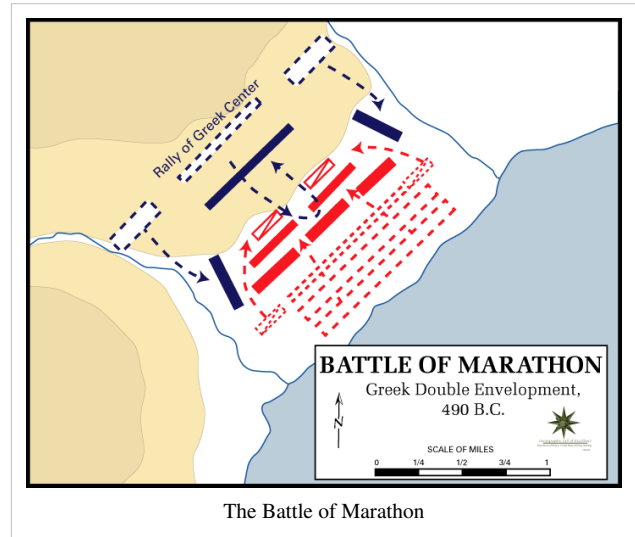 Rally of Greek Center
BATTLE OF MARATHON
Greek Double Envelopment,
490 B.C.
N
SCALE OF MILES
0 1/4 1/2 3/4 1
The Battle of Marathon